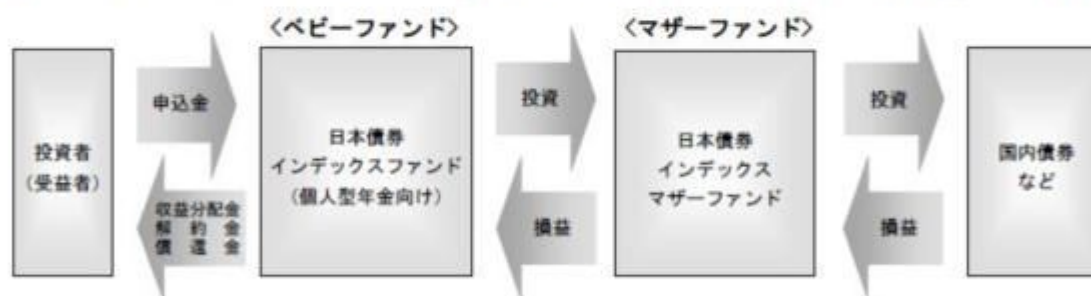 〈ベビーファンド〉
〈マザーファンド〉
投資者
(受益者)
申込金
収益分配金
解約金
償還金
日本債券
インデックスファンド
(個人型年金向け)
投資
損益
日本債券
インデックス
マザーファンド
投資
損益
国内債券
など